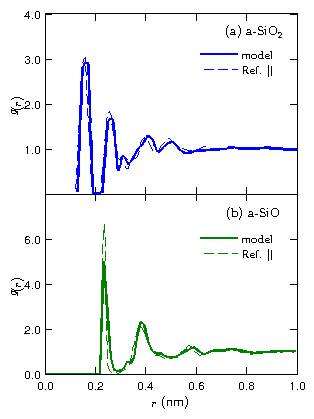 4.0
3.0
2.0
1.0
g(r)
(a) a-SiO₂
model
Ref. ||
6.0
4.0
2.0
0.0
g(r)
(b) a-SiO
model
Ref. ||
0.0 0.2 0.4 0.6 0.8 1.0
r (nm)